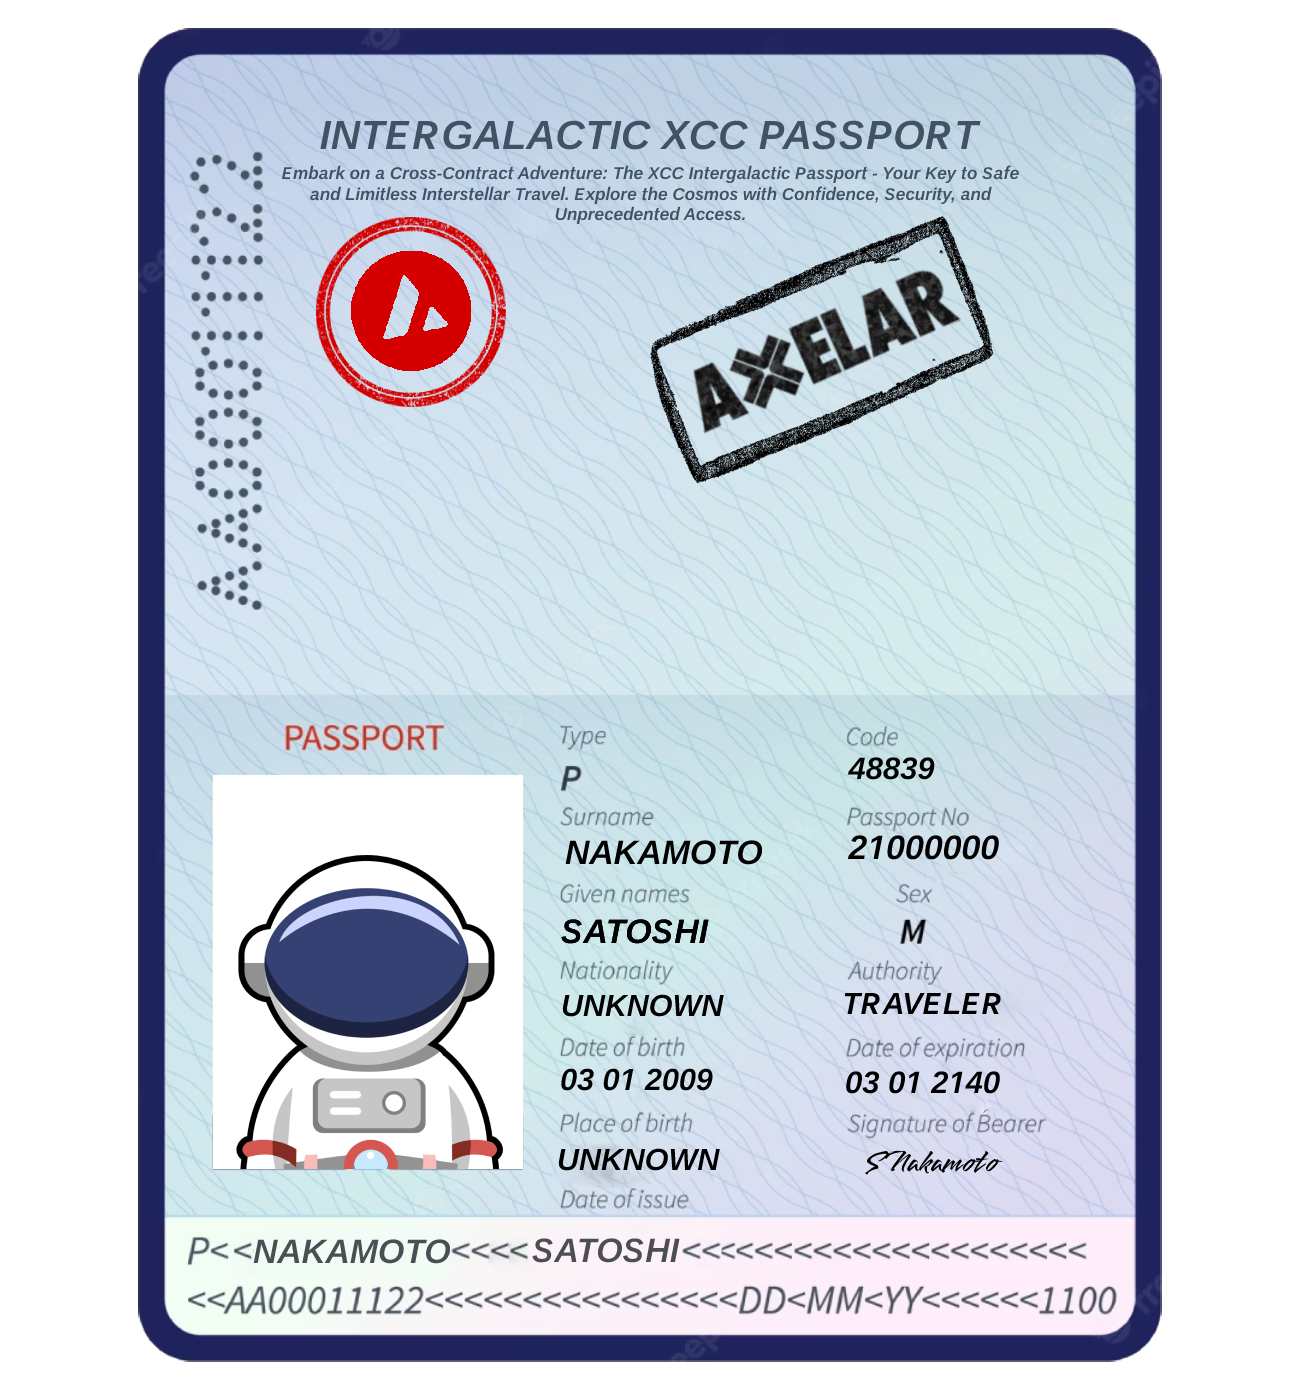 INTERGALACTIC XCC PASSPORT
Embark on a Cross-Contract Adventure: The XCC Intergalactic Passport - Your Key to Safe
and Limitless Interstellar Travel. Explore the Cosmos with Confidence, Security, and
Unprecedented Access.
AA00011122
AXELAR
PASSPORT
Type
P
Code
48839
Surname
NAKAMOTO
Passport No
21000000
Given names
SATOSHI
Sex
M
Nationality
UNKNOWN
Authority
TRAVELER
Date of birth
03 01 2009
Date of expiration
03 01 2140
Place of birth
UNKNOWN
Signature of Bearer
SNakamoto
Date of issue
P<<NAKAMOTO<<<<SATOSHI<<<<<<<<<<<<<<<<<<<<<
<<AA00011122<<<<<<<<<<<<<<<<DD<MM<YY<<<<<<1100